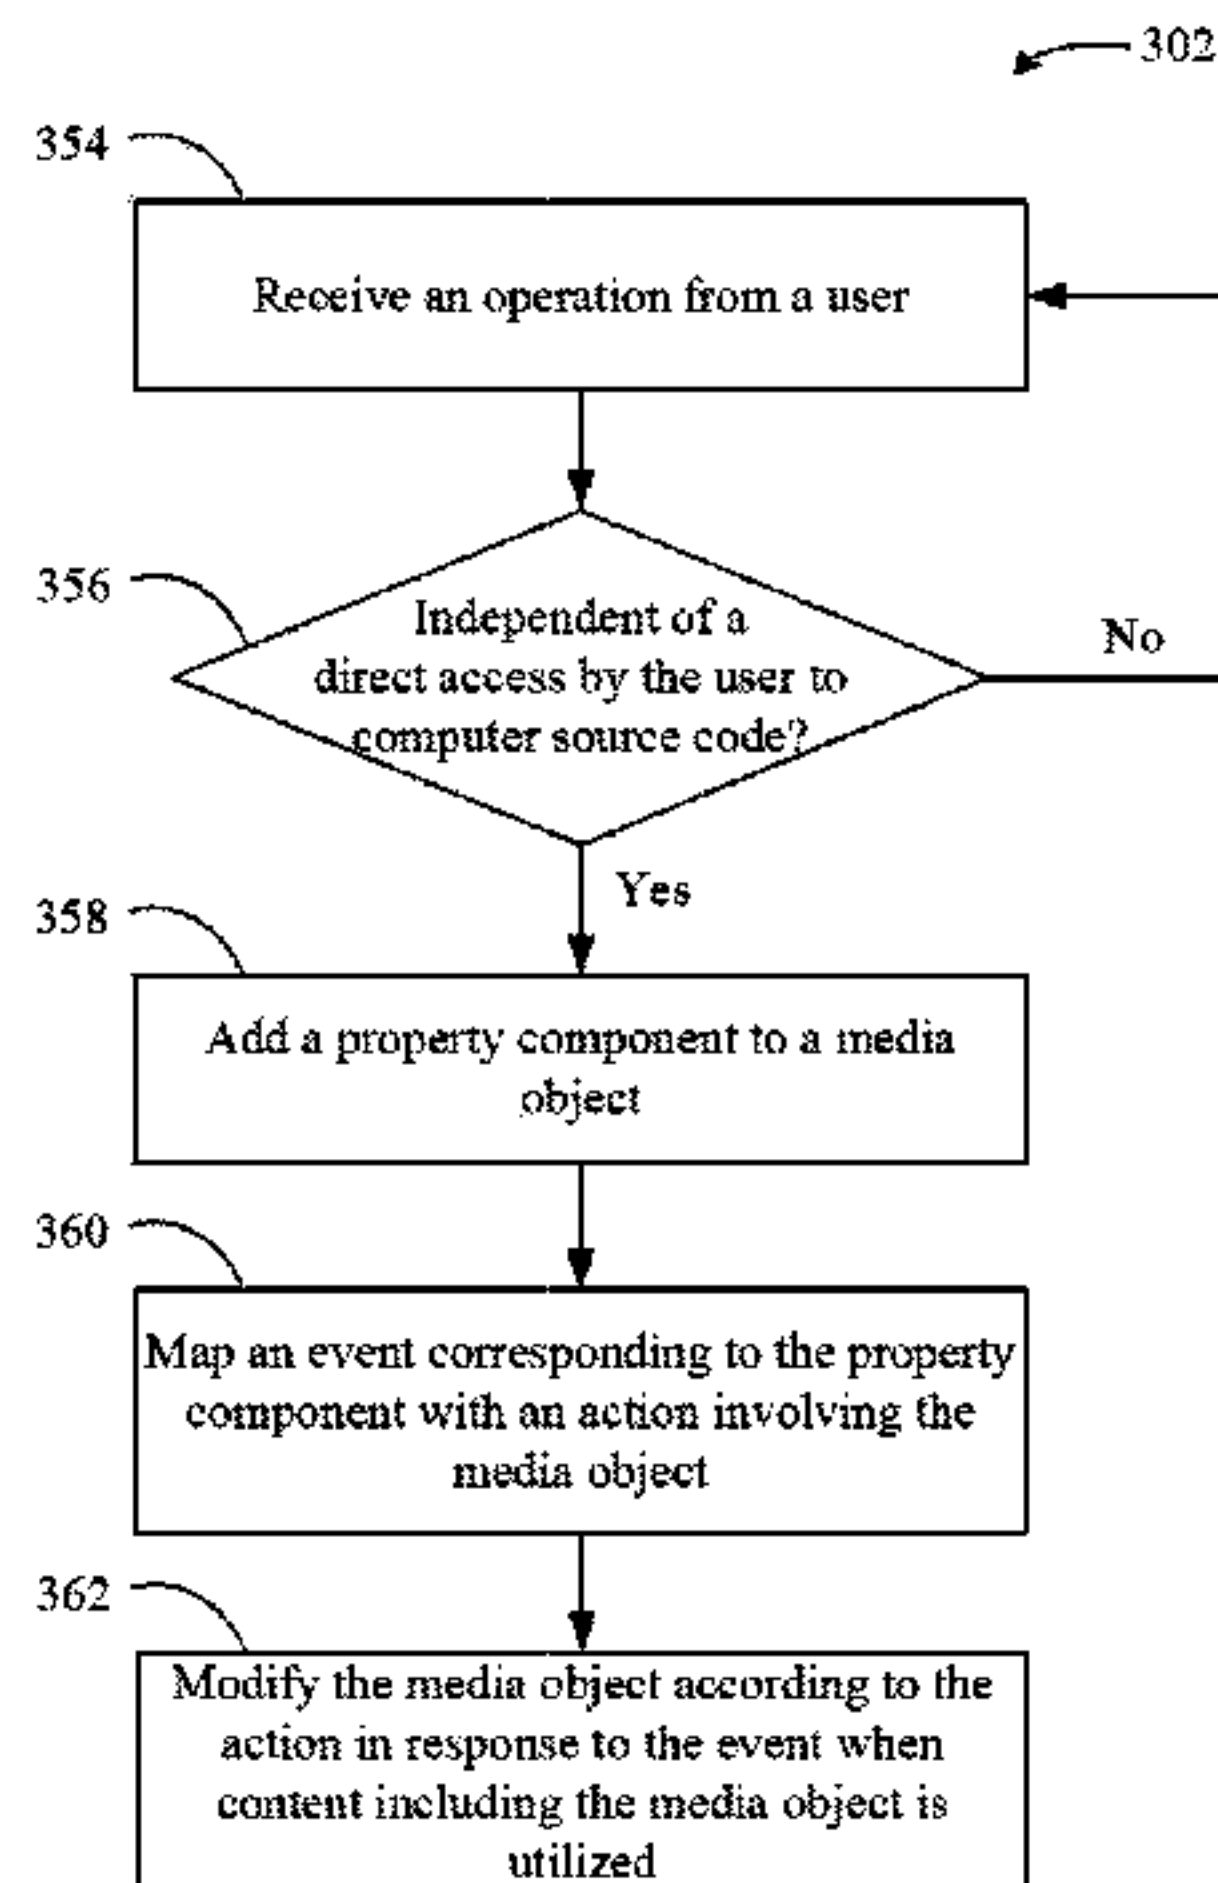 302
354
Receive an operation from a user
356
Independent of a
direct access by the user to
computer source code?
No
Yes
358
Add a property component to a media
object
360
Map an event corresponding to the property
component with an action involving the
media object
362
Modify the media object according to the
action in response to the event when
content including the media object is
utilized